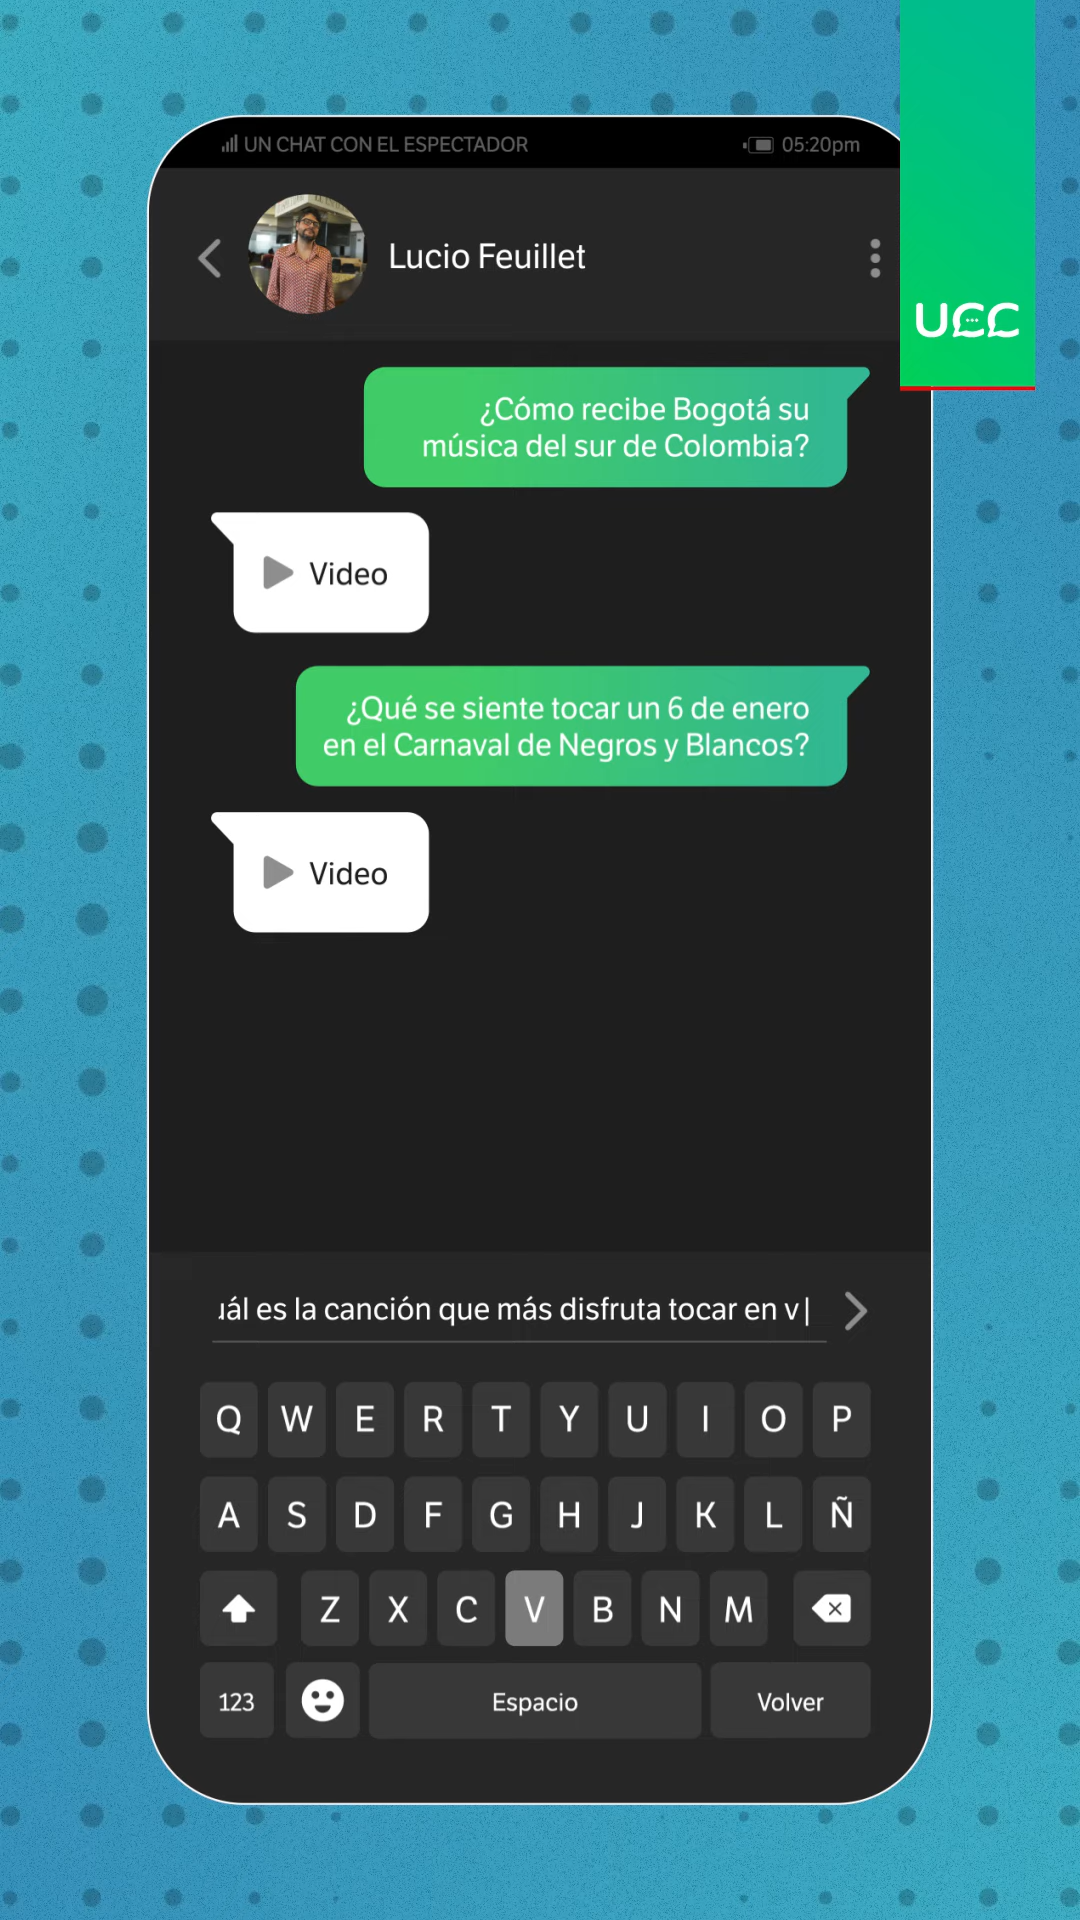 UN CHAT CON EL ESPECTADOR
05:20pm
Lucio Feuillet
UCC
¿Cómo recibe Bogotá su
música del sur de Colombia?
Video
¿Qué se siente tocar un 6 de enero
en el Carnaval de Negros y Blancos?
Video
uál es la canción que más disfruta tocar en v|
Q W E R T Y U I O P
A S D F G H J K L Ñ
Z X C V B N M
123 Espacio Volver